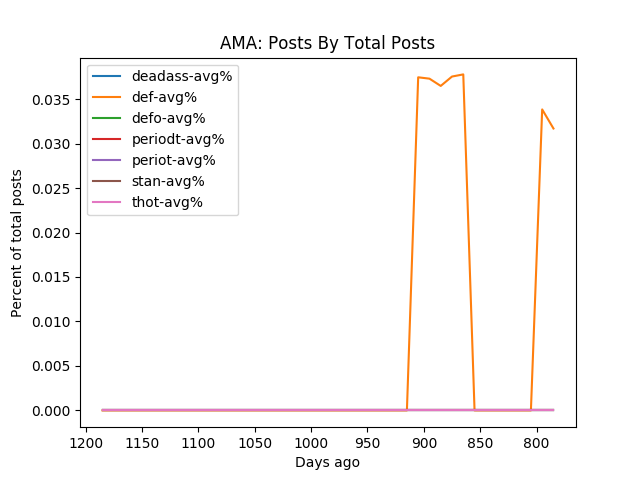 AMA: Posts By Total Posts
deadass-avg%
def-avg%
defo-avg%
periodt-avg%
periot-avg%
stan-avg%
thot-avg%
Percent of total posts
0.035
0.030
0.025
0.020
0.015
0.010
0.005
0.000
1200 1150 1100 1050 1000 950 900 850 800
Days ago